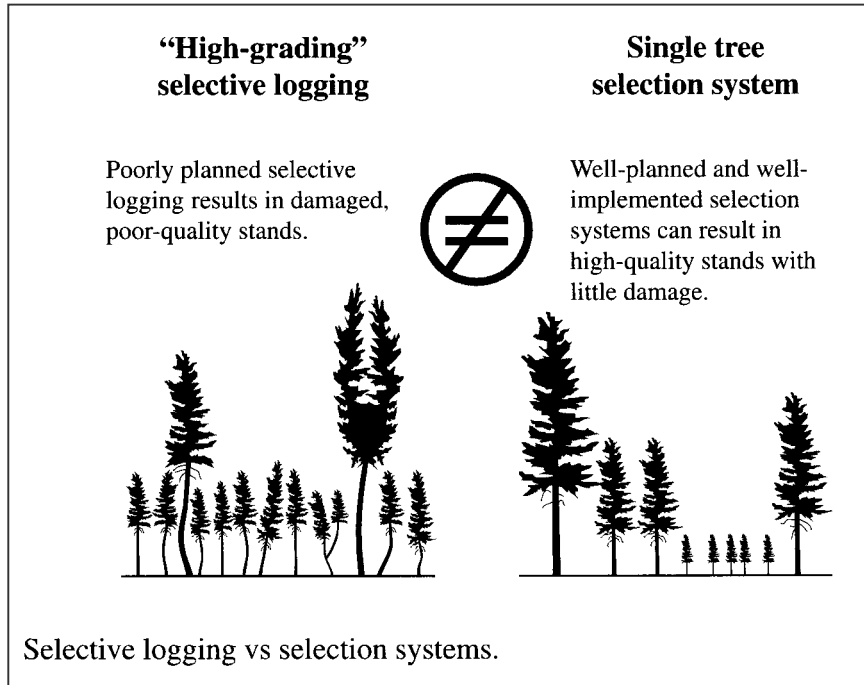 “High-grading”
selective logging
Poorly planned selective
logging results in damaged,
poor-quality stands.
≠
Single tree
selection system
Well-planned and well-
implemented selection
systems can result in
high-quality stands with
little damage.
Selective logging vs selection systems.